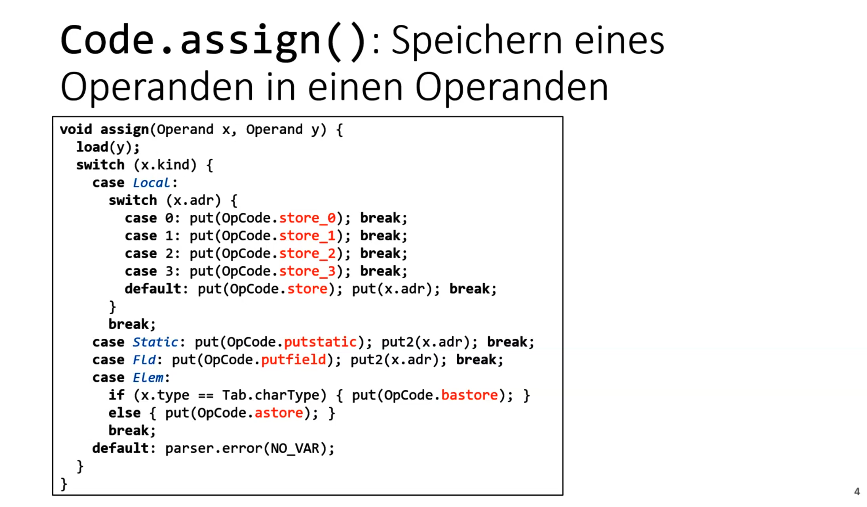 Code.assign(): Speichern eines
Operanden in einen Operanden
void assign(Operand x, Operand y) {
  load(y);
  switch (x.kind) {
    case Local:
      switch (x.adr) {
        case 0: put(OpCode.store_0); break;
        case 1: put(OpCode.store_1); break;
        case 2: put(OpCode.store_2); break;
        case 3: put(OpCode.store_3); break;
        default: put(OpCode.store); put(x.adr); break;
      }
      break;
    case Static: put(OpCode.putstatic); put2(x.adr); break;
    case Fld: put(OpCode.putfield); put2(x.adr); break;
    case Elem:
      if (x.type == Tab.charType) { put(OpCode.bastore); }
      else { put(OpCode.astore); }
      break;
    default: parser.error(NO_VAR);
  }
}
4